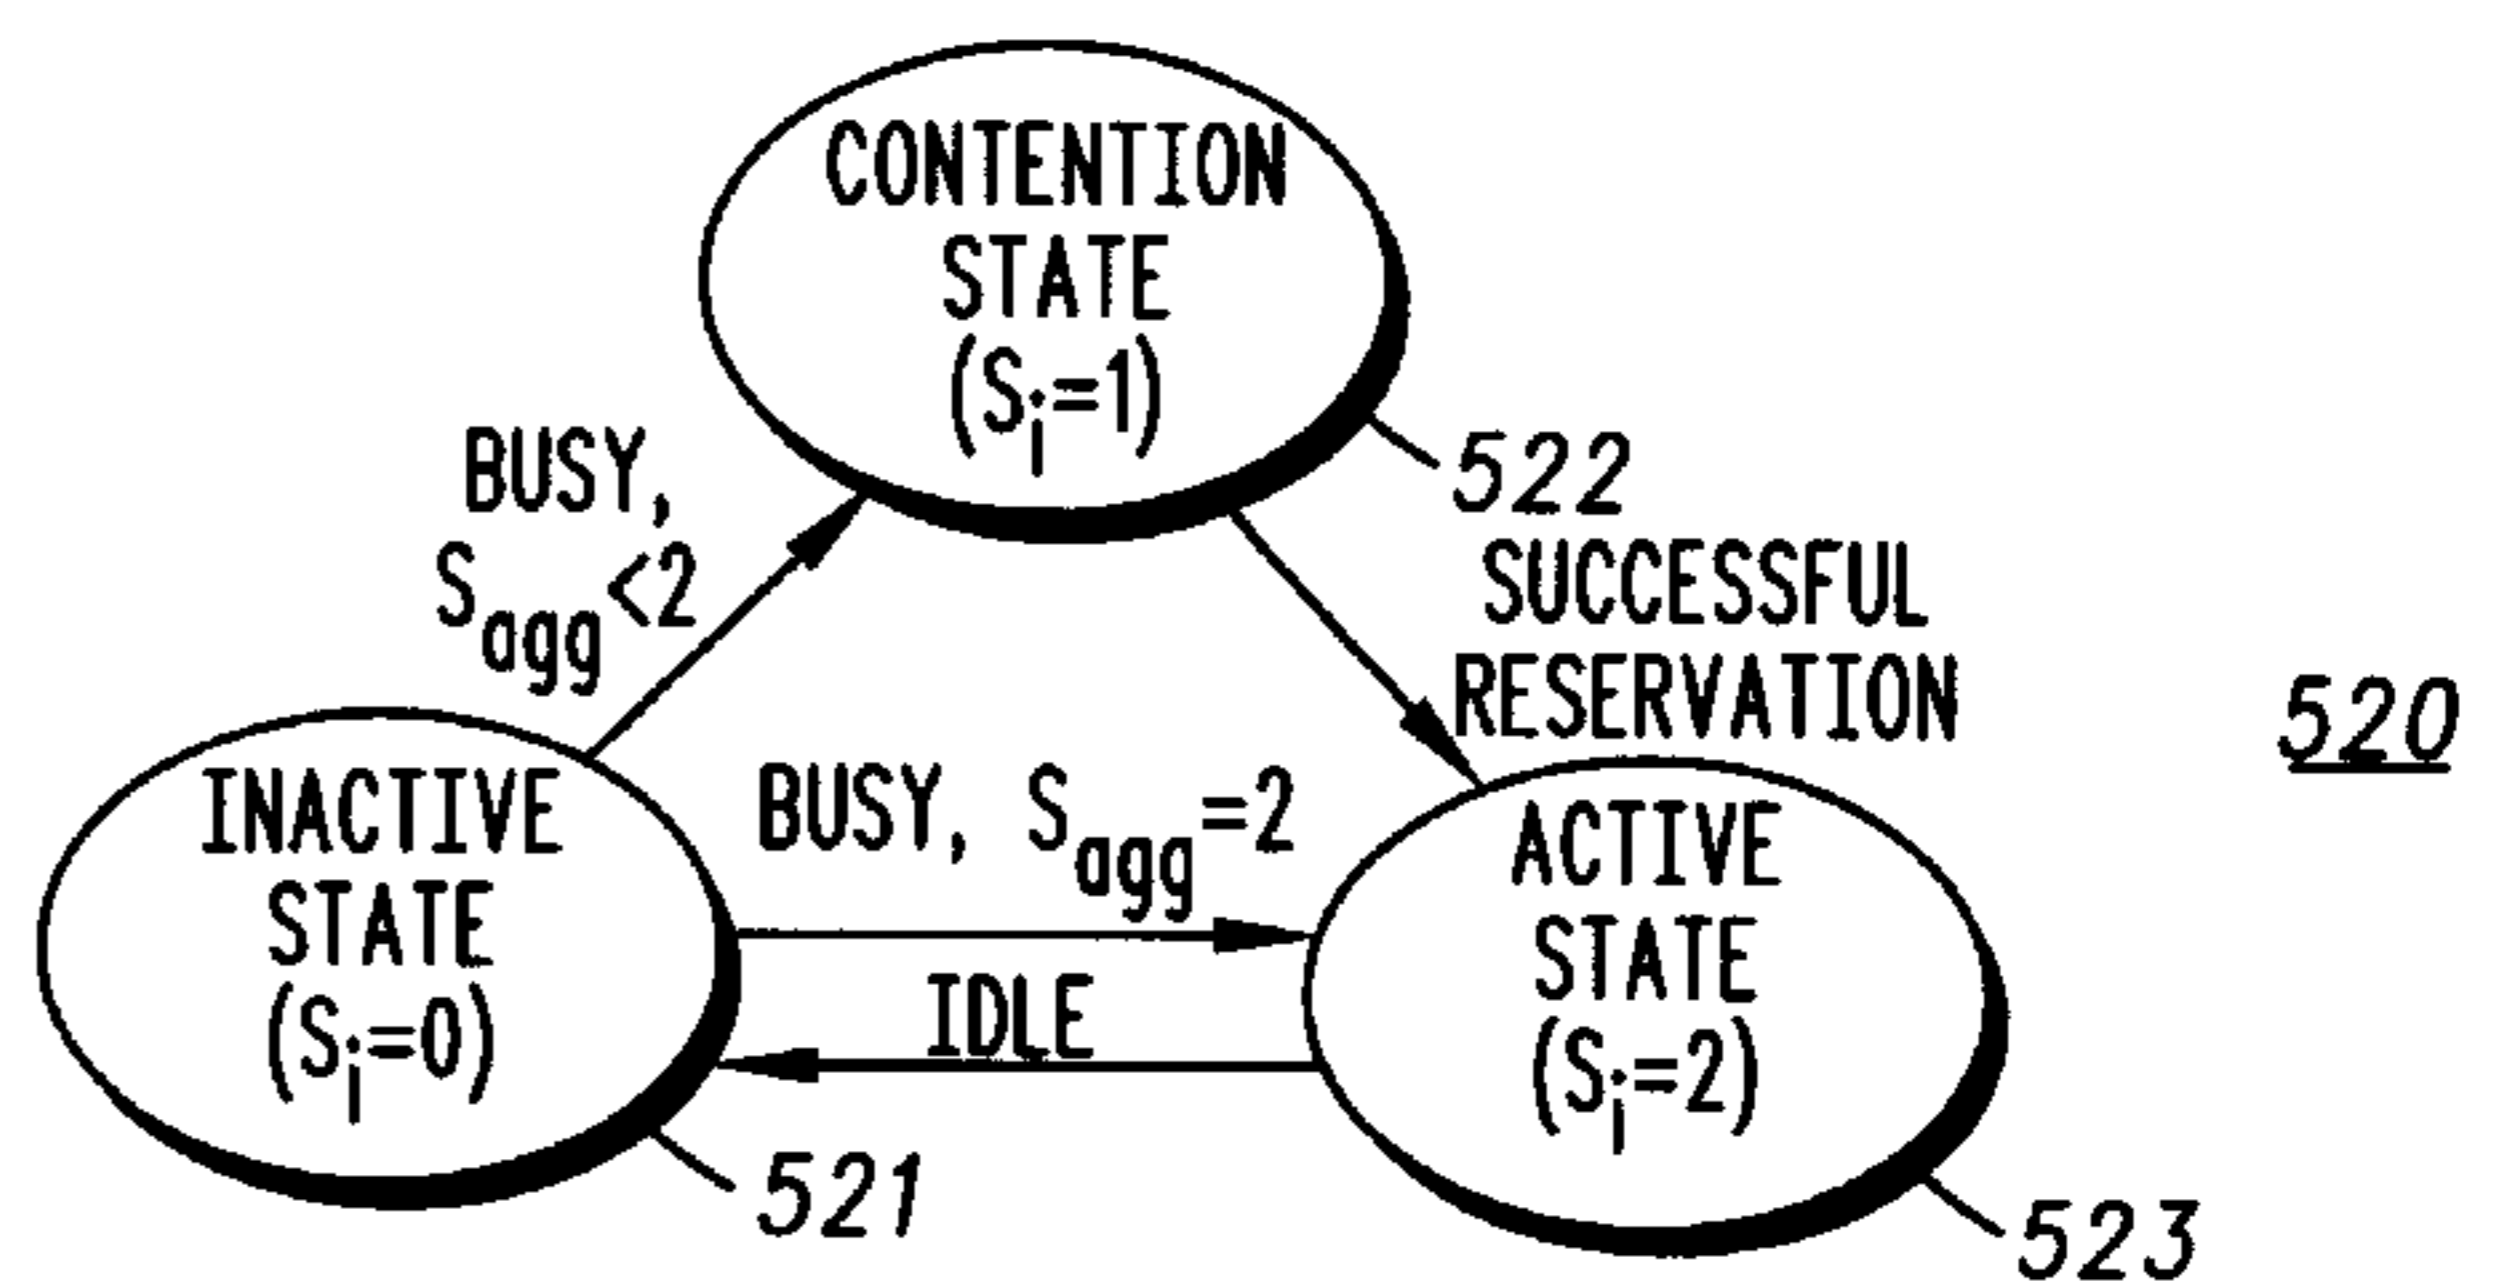 CONTENTION
STATE
(Si=1)
522
BUSY,
Sagg<2
SUCCESSFUL
RESERVATION
520
INACTIVE
STATE
(Si=0)
521
BUSY, Sagg=2
IDLE
ACTIVE
STATE
(Si=2)
523